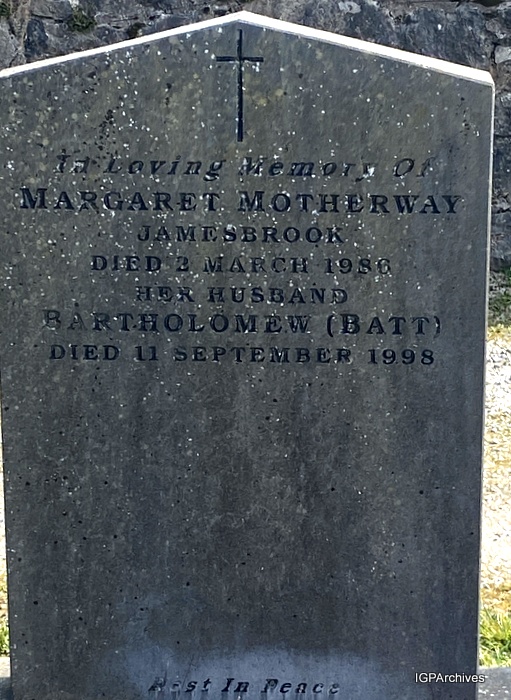 In Loving Memory Of
MARGARET MOTHERWAY
JAMESBROOK
DIED 2 MARCH 1986
HER HUSBAND
BARTHOLOMEW (BATT)
DIED 11 SEPTEMBER 1998
Rest In Peace
IGPArchives